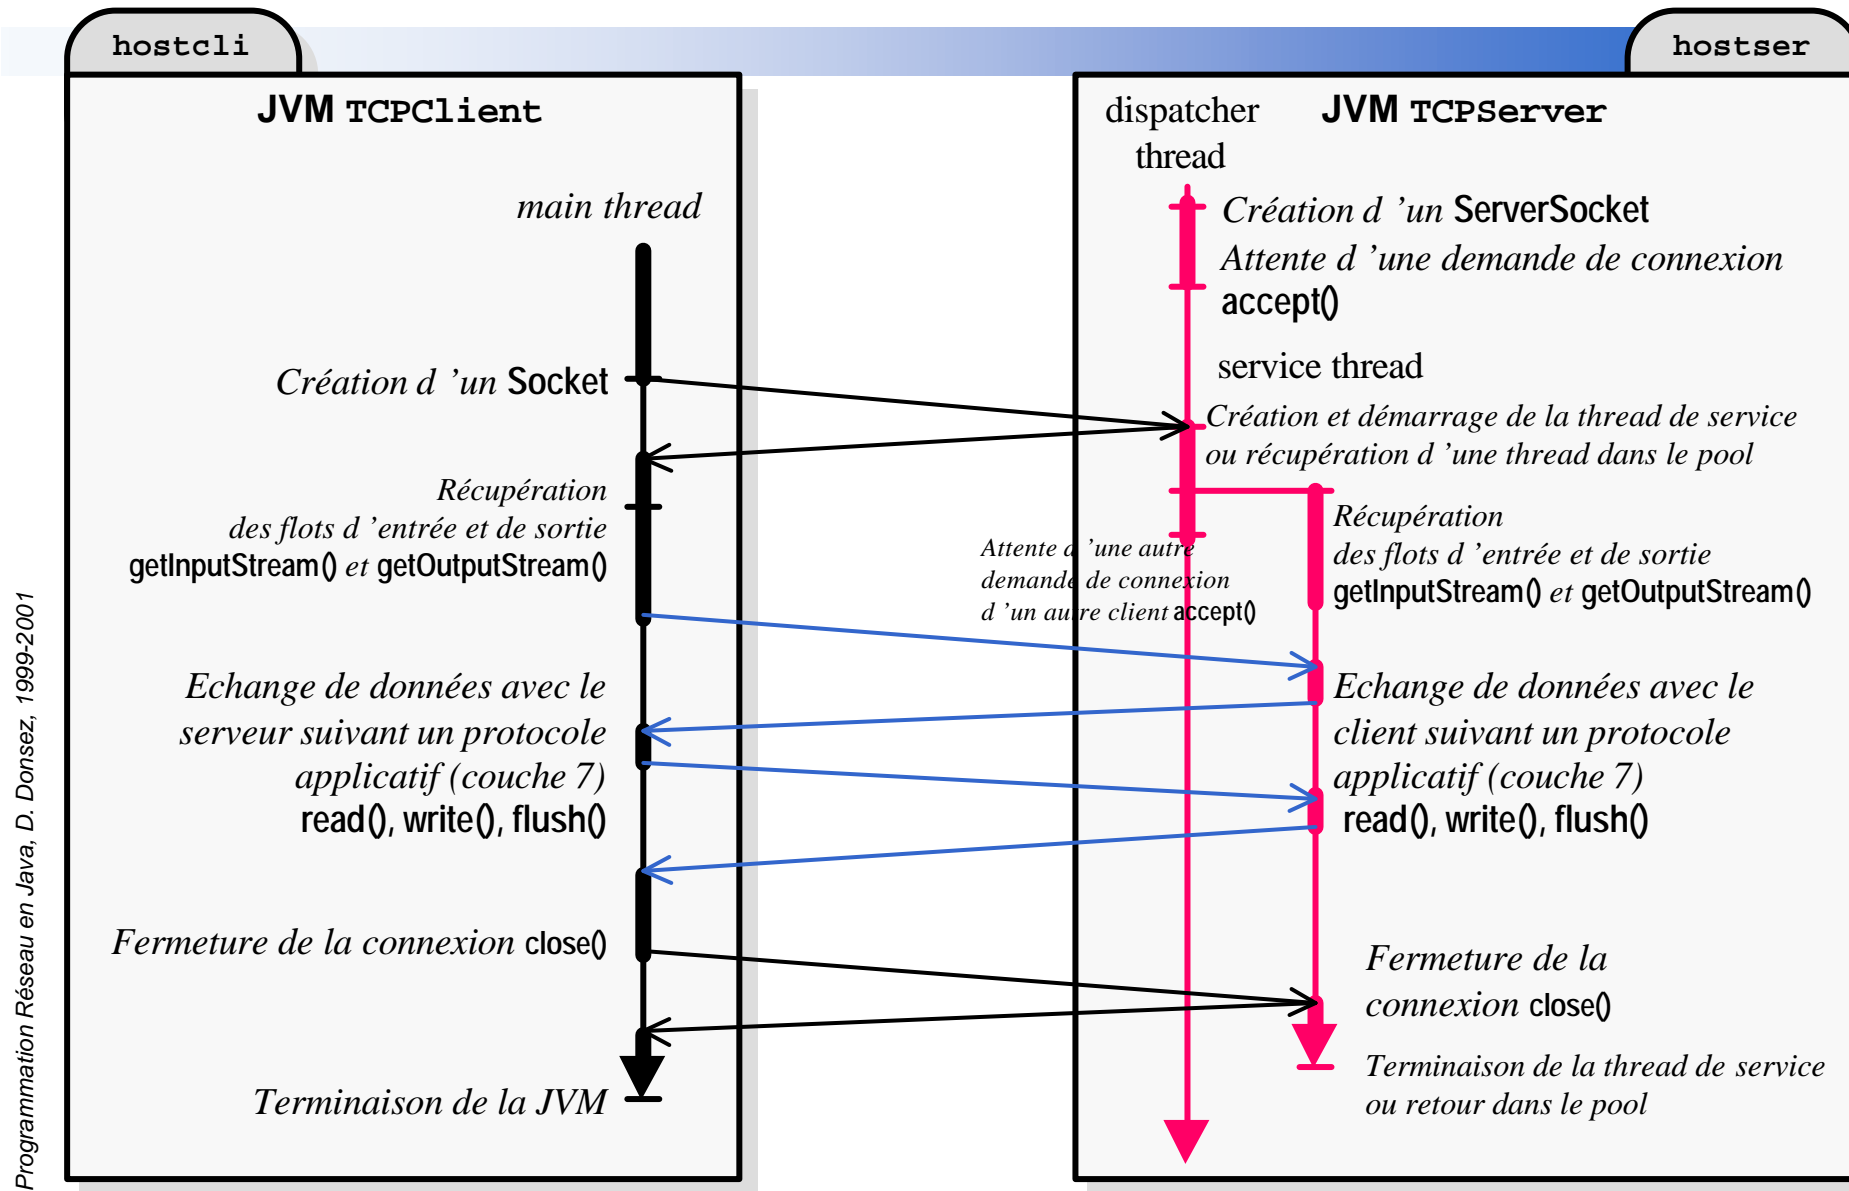 hostcli
hostser
JVM TCPClient
main thread
Création d ’un Socket
Récupération
des flots d ’entrée et de sortie
getInputStream() et getOutputStream()
Echange de données avec le
serveur suivant un protocole
applicatif (couche 7)
read(), write(), flush()
Fermeture de la connexion close()
Terminaison de la JVM
dispatcher
thread
JVM TCPServer
Création d ’un ServerSocket
Attente d ’une demande de connexion
accept()
service thread
Création et démarrage de la thread de service
ou récupération d ’une thread dans le pool
Attente d ’une autre
demande de connexion
d ’un autre client accept()
Récupération
des flots d ’entrée et de sortie
getInputStream() et getOutputStream()
Echange de données avec le
client suivant un protocole
applicatif (couche 7)
read(), write(), flush()
Fermeture de la
connexion close()
Terminaison de la thread de service
ou retour dans le pool
Programmation Réseau en Java, D. Donsez, 1999-2001